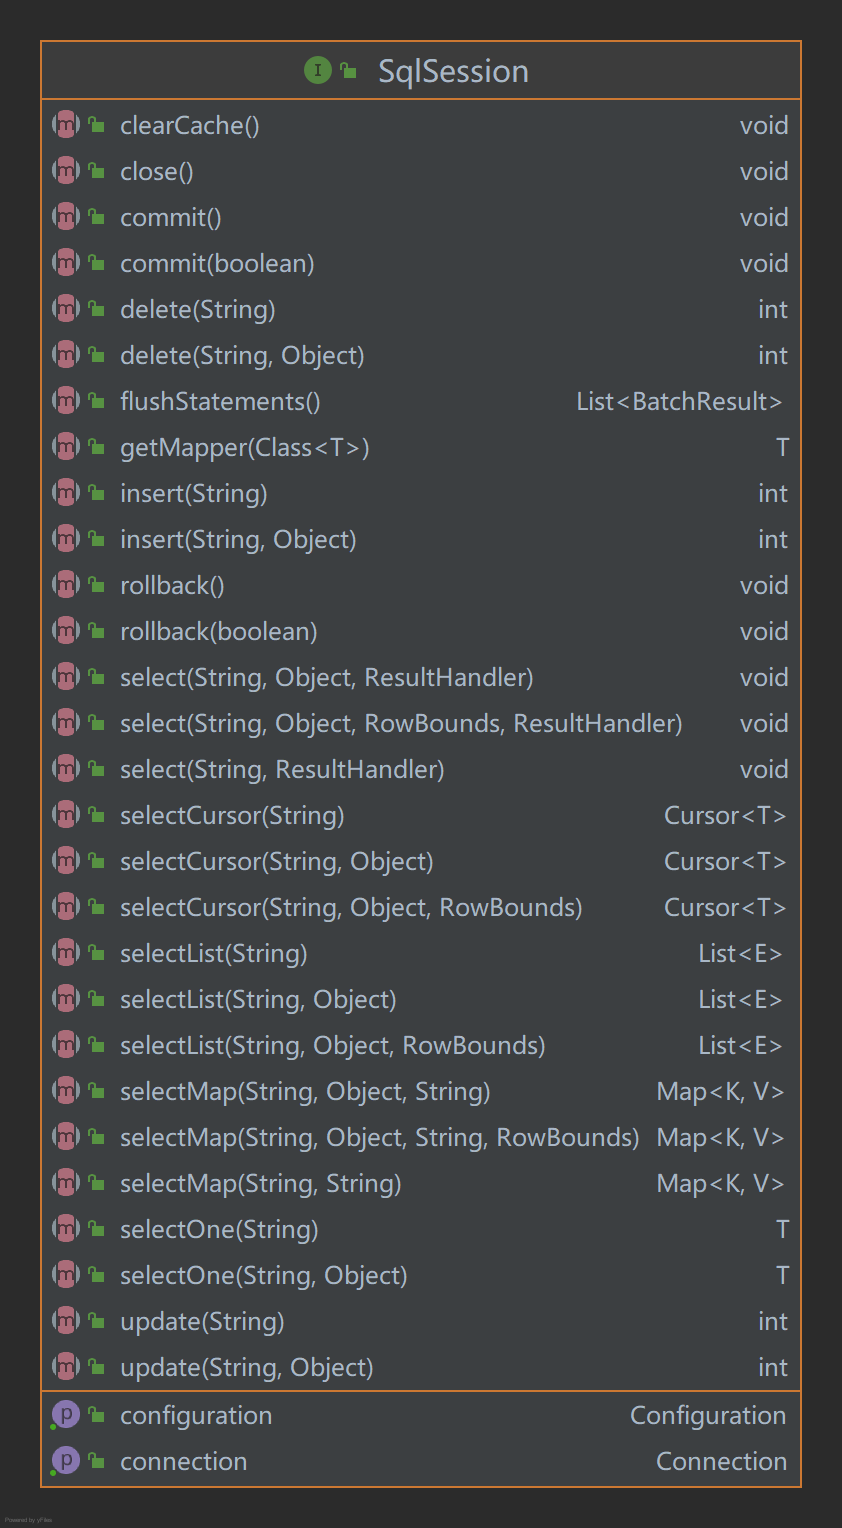 I SqlSession
m clearCache() void
m close() void
m commit() void
m commit(boolean) void
m delete(String) int
m delete(String, Object) int
m flushStatements() List<BatchResult>
m getMapper(Class<T>) T
m insert(String) int
m insert(String, Object) int
m rollback() void
m rollback(boolean) void
m select(String, Object, ResultHandler) void
m select(String, Object, RowBounds, ResultHandler) void
m select(String, ResultHandler) void
m selectCursor(String) Cursor<T>
m selectCursor(String, Object) Cursor<T>
m selectCursor(String, Object, RowBounds) Cursor<T>
m selectList(String) List<E>
m selectList(String, Object) List<E>
m selectList(String, Object, RowBounds) List<E>
m selectMap(String, Object, String) Map<K, V>
m selectMap(String, Object, String, RowBounds) Map<K, V>
m selectMap(String, String) Map<K, V>
m selectOne(String) T
m selectOne(String, Object) T
m update(String) int
m update(String, Object) int
p configuration Configuration
p connection Connection
Powered by yFiles